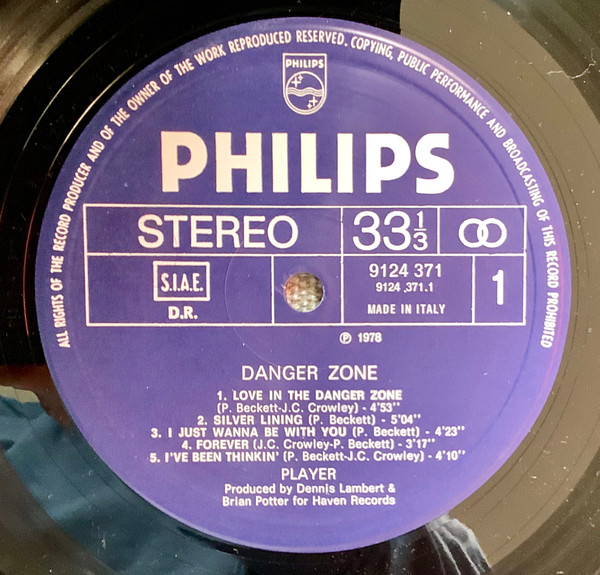 ALL RIGHTS OF THE RECORD PRODUCER AND OF THE OWNER OF THE WORK REPRODUCED RESERVED. COPYING, PUBLIC PERFORMANCE AND BROADCASTING OF THIS RECORD PROHIBITED
PHILIPS
PHILIPS
STEREO 33 1/3
S.I.A.E. 9124 371 1
9124 ,371.1
D.R. MADE IN ITALY
℗ 1978
DANGER ZONE
1. LOVE IN THE DANGER ZONE
(P. Beckett-J.C. Crowley) - 4'53''
2. SILVER LINING (P. Beckett) - 5'04''
3. I JUST WANNA BE WITH YOU (P. Beckett) - 4'23''
4. FOREVER (J.C. Crowley-P. Beckett) - 3'17''
5. I'VE BEEN THINKIN' (P. Beckett-J.C. Crowley) - 4'10''
PLAYER
Produced by Dennis Lambert &
Brian Potter for Haven Records